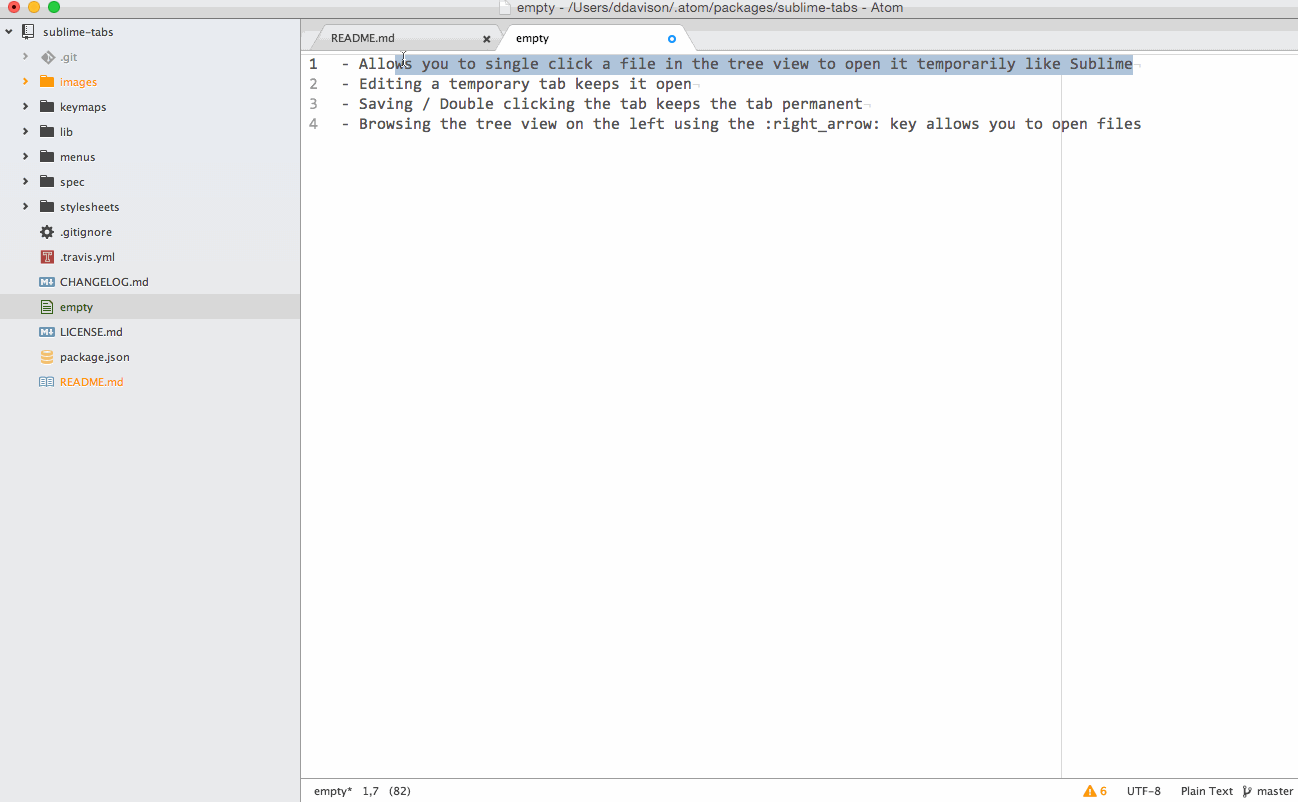 empty - /Users/ddavison/.atom/packages/sublime-tabs - Atom
sublime-tabs
.git
images
keymaps
lib
menus
spec
stylesheets
.gitignore
.travis.yml
CHANGELOG.md
empty
LICENSE.md
package.json
README.md
README.md
empty
1 - Allows you to single click a file in the tree view to open it temporarily like Sublime
2 - Editing a temporary tab keeps it open
3 - Saving / Double clicking the tab keeps the tab permanent
4 - Browsing the tree view on the left using the :right_arrow: key allows you to open files
empty* 1,7 (82)
6 UTF-8 Plain Text master